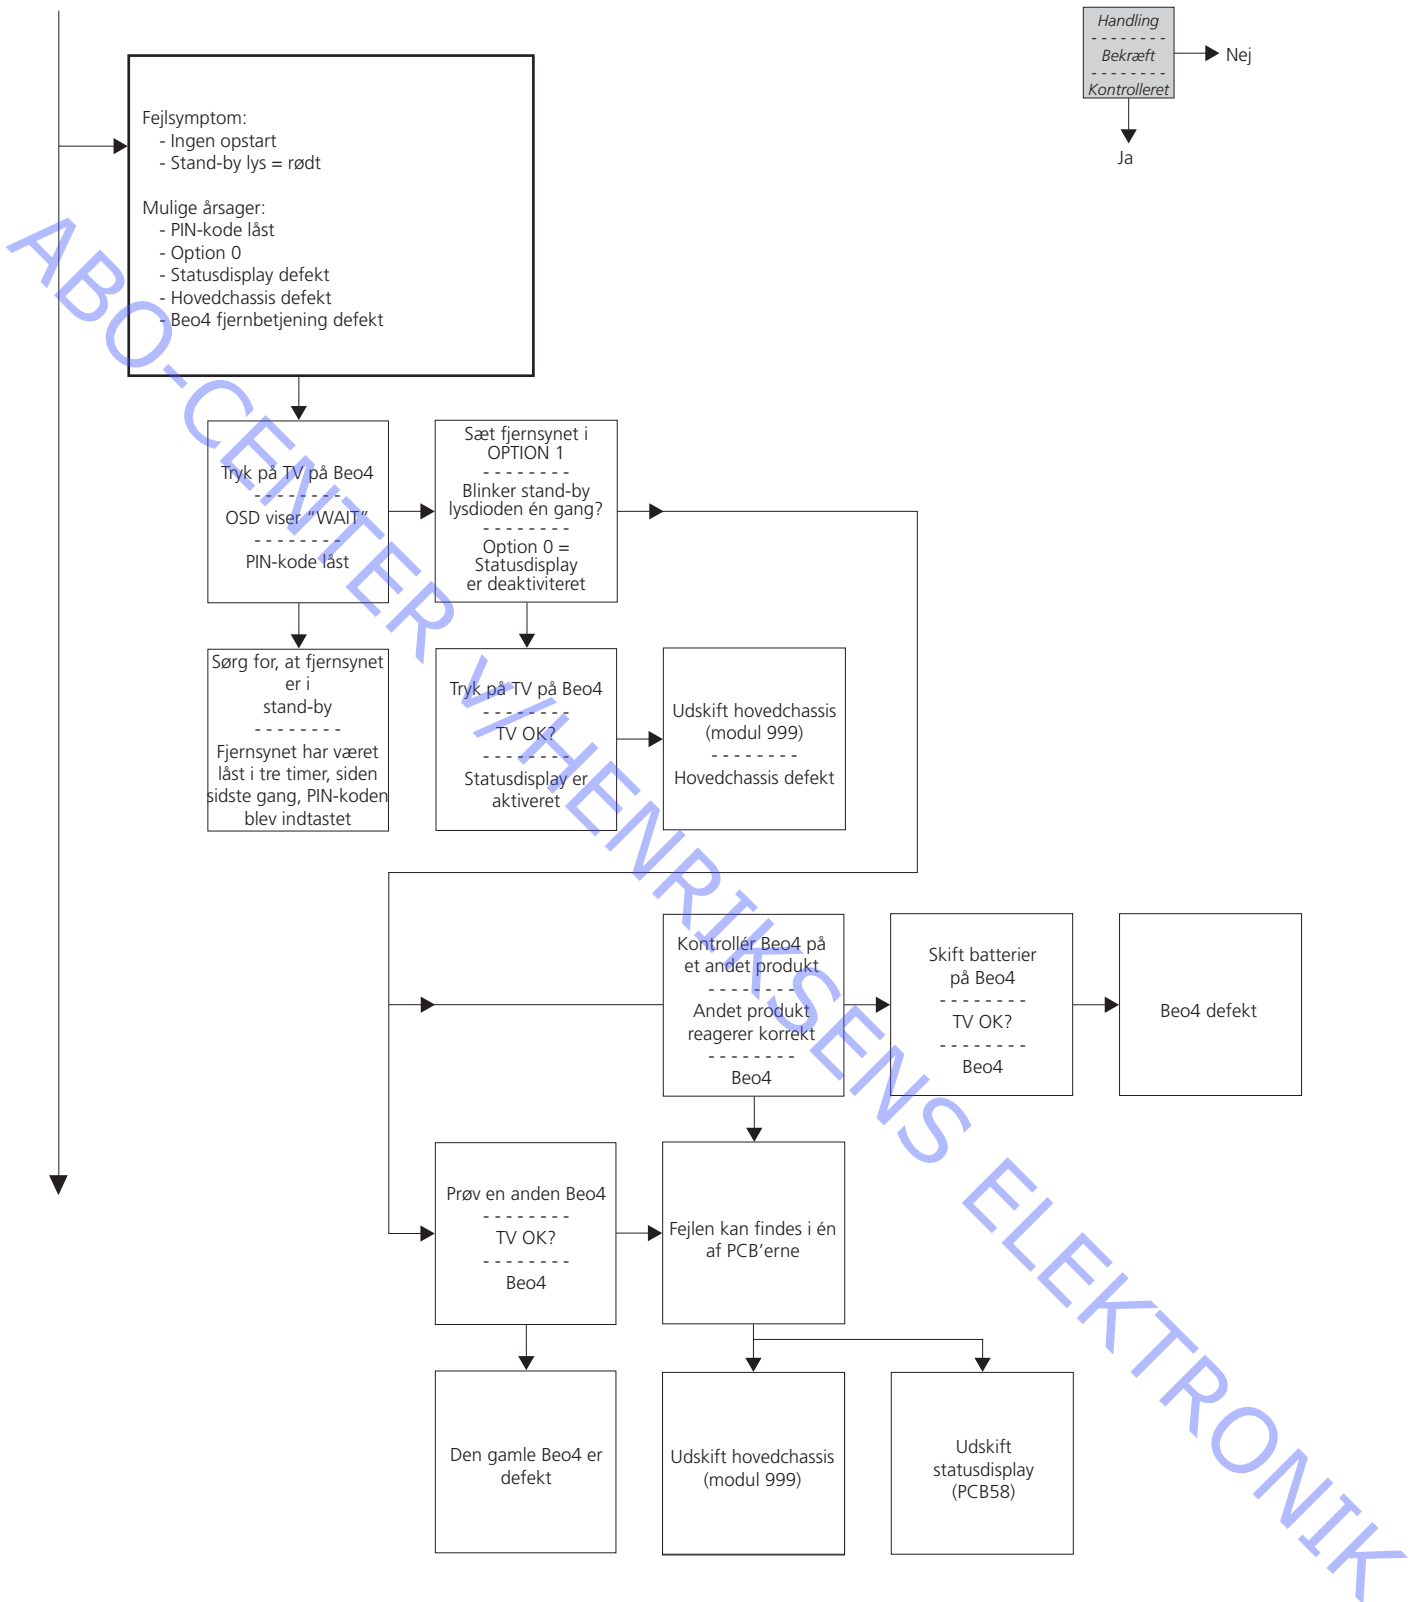 Handling
- - - - - - - -
Bekræft
- - - - - - - -
Kontrolleret
Nej
Ja
Fejlsymptom:
- Ingen opstart
- Stand-by lys = rødt
Mulige årsager:
- PIN-kode låst
- Option 0
- Statusdisplay defekt
- Hovedchassis defekt
- Beo4 fjernbetjening defekt
Tryk på TV på Beo4
- - - - - - - -
OSD viser “WAIT”
- - - - - - - -
PIN-kode låst
Sæt fjernsynet i
OPTION 1
- - - - - - - -
Blinker stand-by
lysdioden én gang?
- - - - - - - -
Option 0 =
Statusdisplay
er deaktiviteret
Sørg for, at fjernsynet
er i
stand-by
- - - - - - - -
Fjernsynet har været
låst i tre timer, siden
sidste gang, PIN-koden
blev indtastet
Tryk på TV på Beo4
- - - - - - - -
TV OK?
- - - - - - - -
Statusdisplay er
aktiveret
Udskift hovedchassis
(modul 999)
- - - - - - - -
Hovedchassis defekt
Kontrollér Beo4 på
et andet produkt
- - - - - - - -
Andet produkt
reagerer korrekt
- - - - - - - -
Beo4
Skift batterier
på Beo4
- - - - - - - -
TV OK?
- - - - - - - -
Beo4
Beo4 defekt
Prøv en anden Beo4
- - - - - - - -
TV OK?
- - - - - - - -
Beo4
Fejlen kan findes i én
af PCB’erne
Den gamle Beo4 er
defekt
Udskift hovedchassis
(modul 999)
Udskift
statusdisplay
(PCB58)
ABO-CENTER v/HENRIKSENS ELEKTRONIK